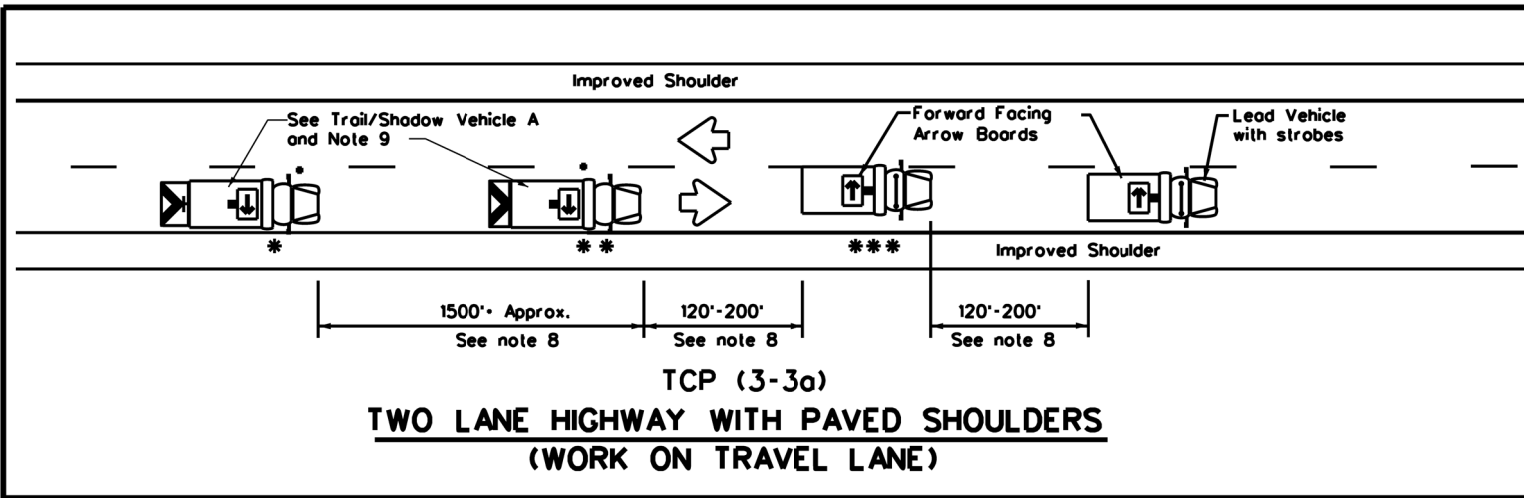 Improved Shoulder
See Trail/Shadow Vehicle A
and Note 9
Forward Facing
Arrow Boards
Lead Vehicle
with strobes
* ** ***
Improved Shoulder
1500'+ Approx. 120'-200' 120'-200'
See note 8 See note 8 See note 8
TCP (3-3a)
TWO LANE HIGHWAY WITH PAVED SHOULDERS
(WORK ON TRAVEL LANE)